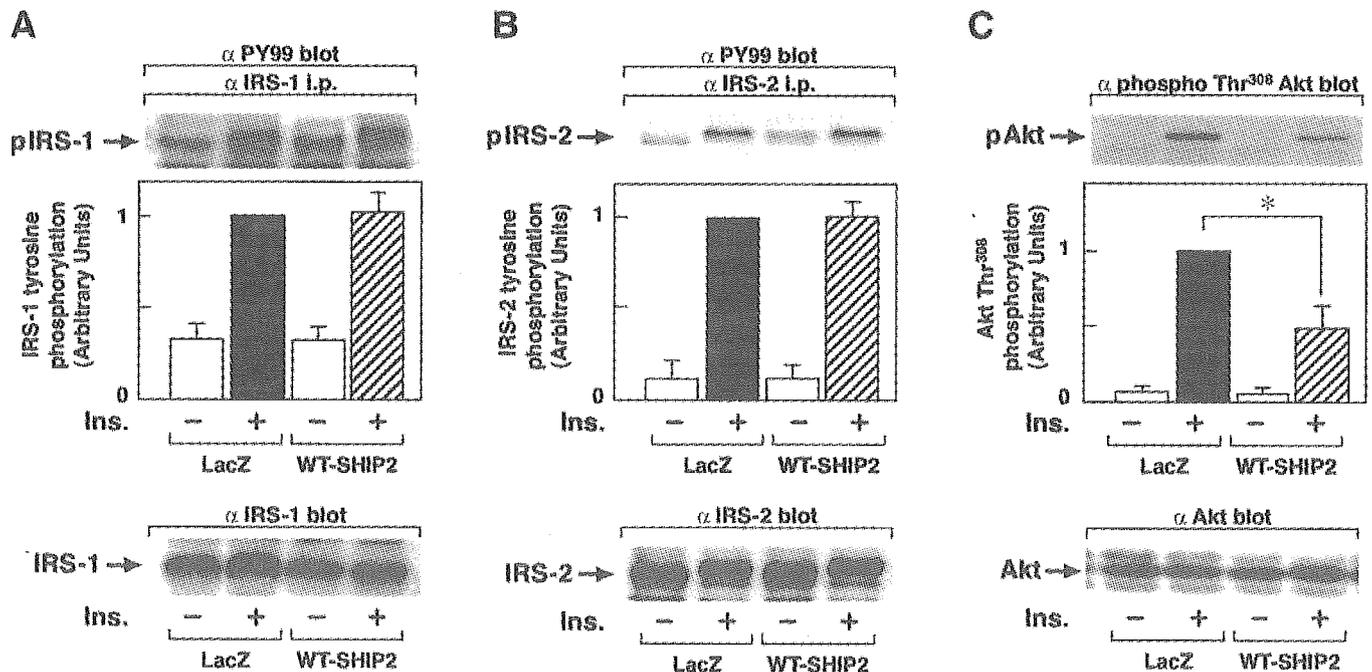 A
α PY99 blot
α IRS-1 i.p.
pIRS-1
IRS-1 tyrosine
phosphorylation
(Arbitrary Units)
1
0
Ins. − + − +
LacZ WT-SHIP2
α IRS-1 blot
IRS-1
Ins. − + − +
LacZ WT-SHIP2
B
α PY99 blot
α IRS-2 i.p.
pIRS-2
IRS-2 tyrosine
phosphorylation
(Arbitrary Units)
1
0
Ins. − + − +
LacZ WT-SHIP2
α IRS-2 blot
IRS-2
Ins. − + − +
LacZ WT-SHIP2
C
α phospho Thr³⁰⁸ Akt blot
pAkt
Akt Thr³⁰⁸
phosphorylation
(Arbitrary Units)
*
1
0
Ins. − + − +
LacZ WT-SHIP2
α Akt blot
Akt
Ins. − + − +
LacZ WT-SHIP2